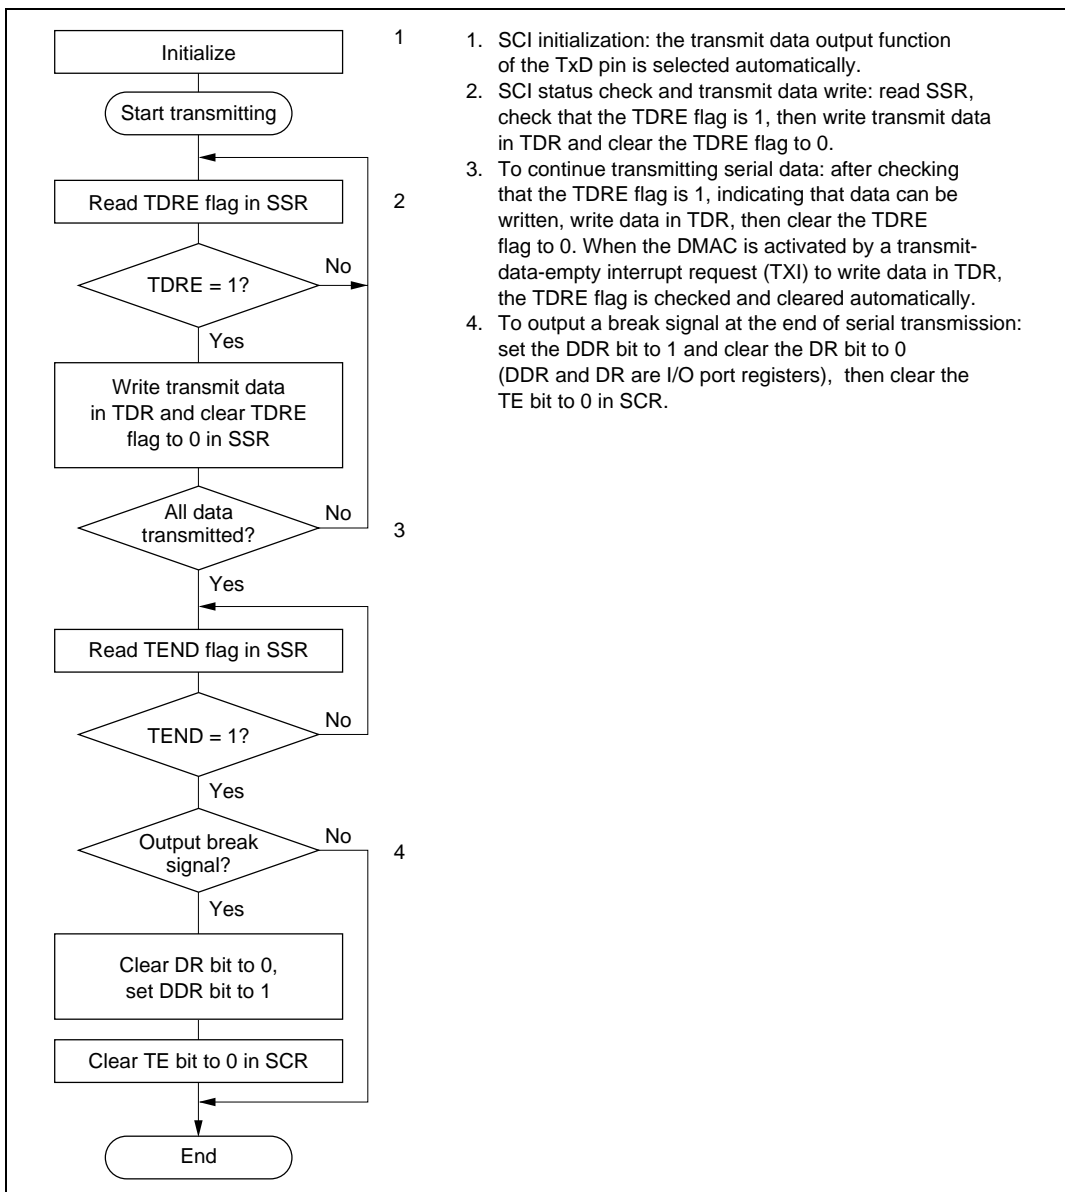 Initialize
1
Start transmitting
Read TDRE flag in SSR
2
TDRE = 1?
No
Yes
Write transmit data
in TDR and clear TDRE
flag to 0 in SSR
All data
transmitted?
No
3
Yes
Read TEND flag in SSR
TEND = 1?
No
Yes
Output break
signal?
No
4
Yes
Clear DR bit to 0,
set DDR bit to 1
Clear TE bit to 0 in SCR
End
1. SCI initialization: the transmit data output function
of the TxD pin is selected automatically.
2. SCI status check and transmit data write: read SSR,
check that the TDRE flag is 1, then write transmit data
in TDR and clear the TDRE flag to 0.
3. To continue transmitting serial data: after checking
that the TDRE flag is 1, indicating that data can be
written, write data in TDR, then clear the TDRE
flag to 0. When the DMAC is activated by a transmit-
data-empty interrupt request (TXI) to write data in TDR,
the TDRE flag is checked and cleared automatically.
4. To output a break signal at the end of serial transmission:
set the DDR bit to 1 and clear the DR bit to 0
(DDR and DR are I/O port registers), then clear the
TE bit to 0 in SCR.